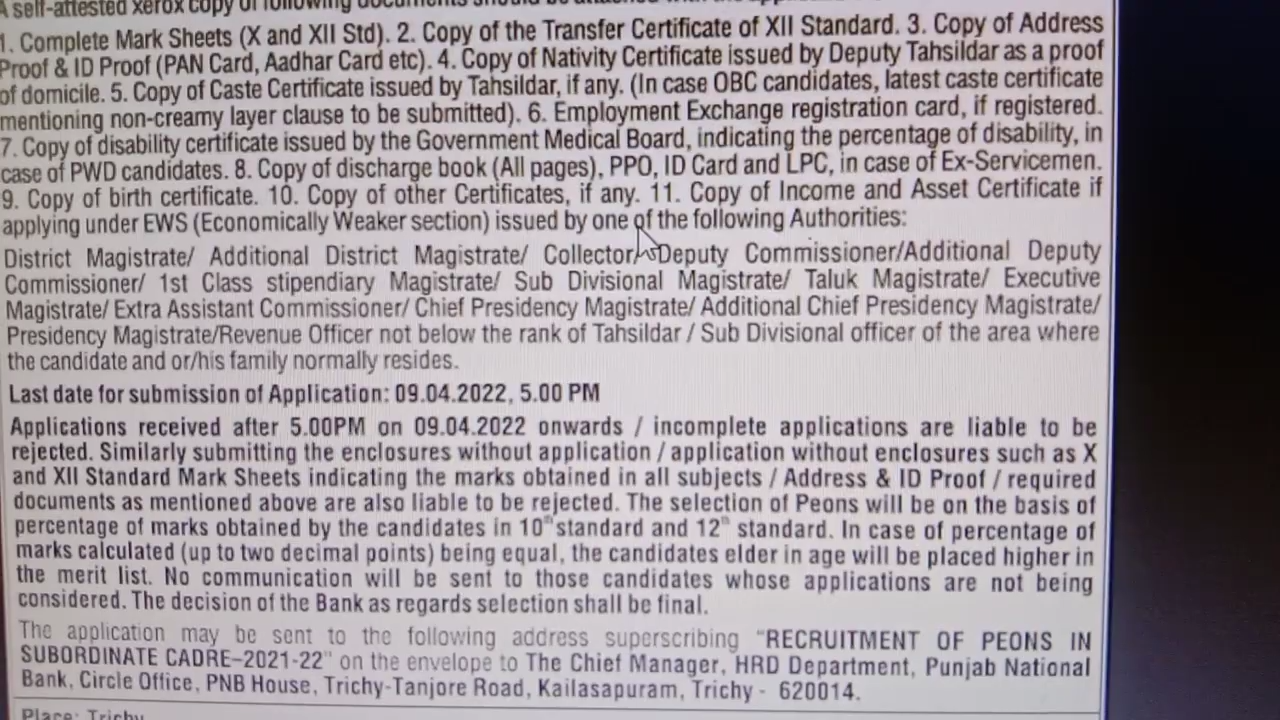 A self-attested xerox copy of following documents should be attached with the
1. Complete Mark Sheets (X and XII Std). 2. Copy of the Transfer Certificate of XII Standard. 3. Copy of Address
Proof & ID Proof (PAN Card, Aadhar Card etc). 4. Copy of Nativity Certificate issued by Deputy Tahsildar as a proof
of domicile. 5. Copy of Caste Certificate issued by Tahsildar, if any. (In case OBC candidates, latest caste certificate
mentioning non-creamy layer clause to be submitted). 6. Employment Exchange registration card, if registered.
7. Copy of disability certificate issued by the Government Medical Board, indicating the percentage of disability, in
case of PWD candidates. 8. Copy of discharge book (All pages), PPO, ID Card and LPC, in case of Ex-Servicemen.
9. Copy of birth certificate. 10. Copy of other Certificates, if any. 11. Copy of Income and Asset Certificate if
applying under EWS (Economically Weaker section) issued by one of the following Authorities:
District Magistrate/ Additional District Magistrate/ Collector/ Deputy Commissioner/Additional Deputy
Commissioner/ 1st Class stipendiary Magistrate/ Sub Divisional Magistrate/ Taluk Magistrate/ Executive
Magistrate/ Extra Assistant Commissioner/ Chief Presidency Magistrate/ Additional Chief Presidency Magistrate/
Presidency Magistrate/Revenue Officer not below the rank of Tahsildar / Sub Divisional officer of the area where
the candidate and or/his family normally resides.
Last date for submission of Application: 09.04.2022, 5.00 PM
Applications received after 5.00PM on 09.04.2022 onwards / incomplete applications are liable to be
rejected. Similarly submitting the enclosures without application / application without enclosures such as X
and XII Standard Mark Sheets indicating the marks obtained in all subjects / Address & ID Proof / required
documents as mentioned above are also liable to be rejected. The selection of Peons will be on the basis of
percentage of marks obtained by the candidates in 10th standard and 12th standard. In case of percentage of
marks calculated (up to two decimal points) being equal, the candidates elder in age will be placed higher in
the merit list. No communication will be sent to those candidates whose applications are not being
considered. The decision of the Bank as regards selection shall be final.
The application may be sent to the following address superscribing "RECRUITMENT OF PEONS IN
SUBORDINATE CADRE–2021-22" on the envelope to The Chief Manager, HRD Department, Punjab National
Bank, Circle Office, PNB House, Trichy-Tanjore Road, Kailasapuram, Trichy - 620014.
Place: Trichy